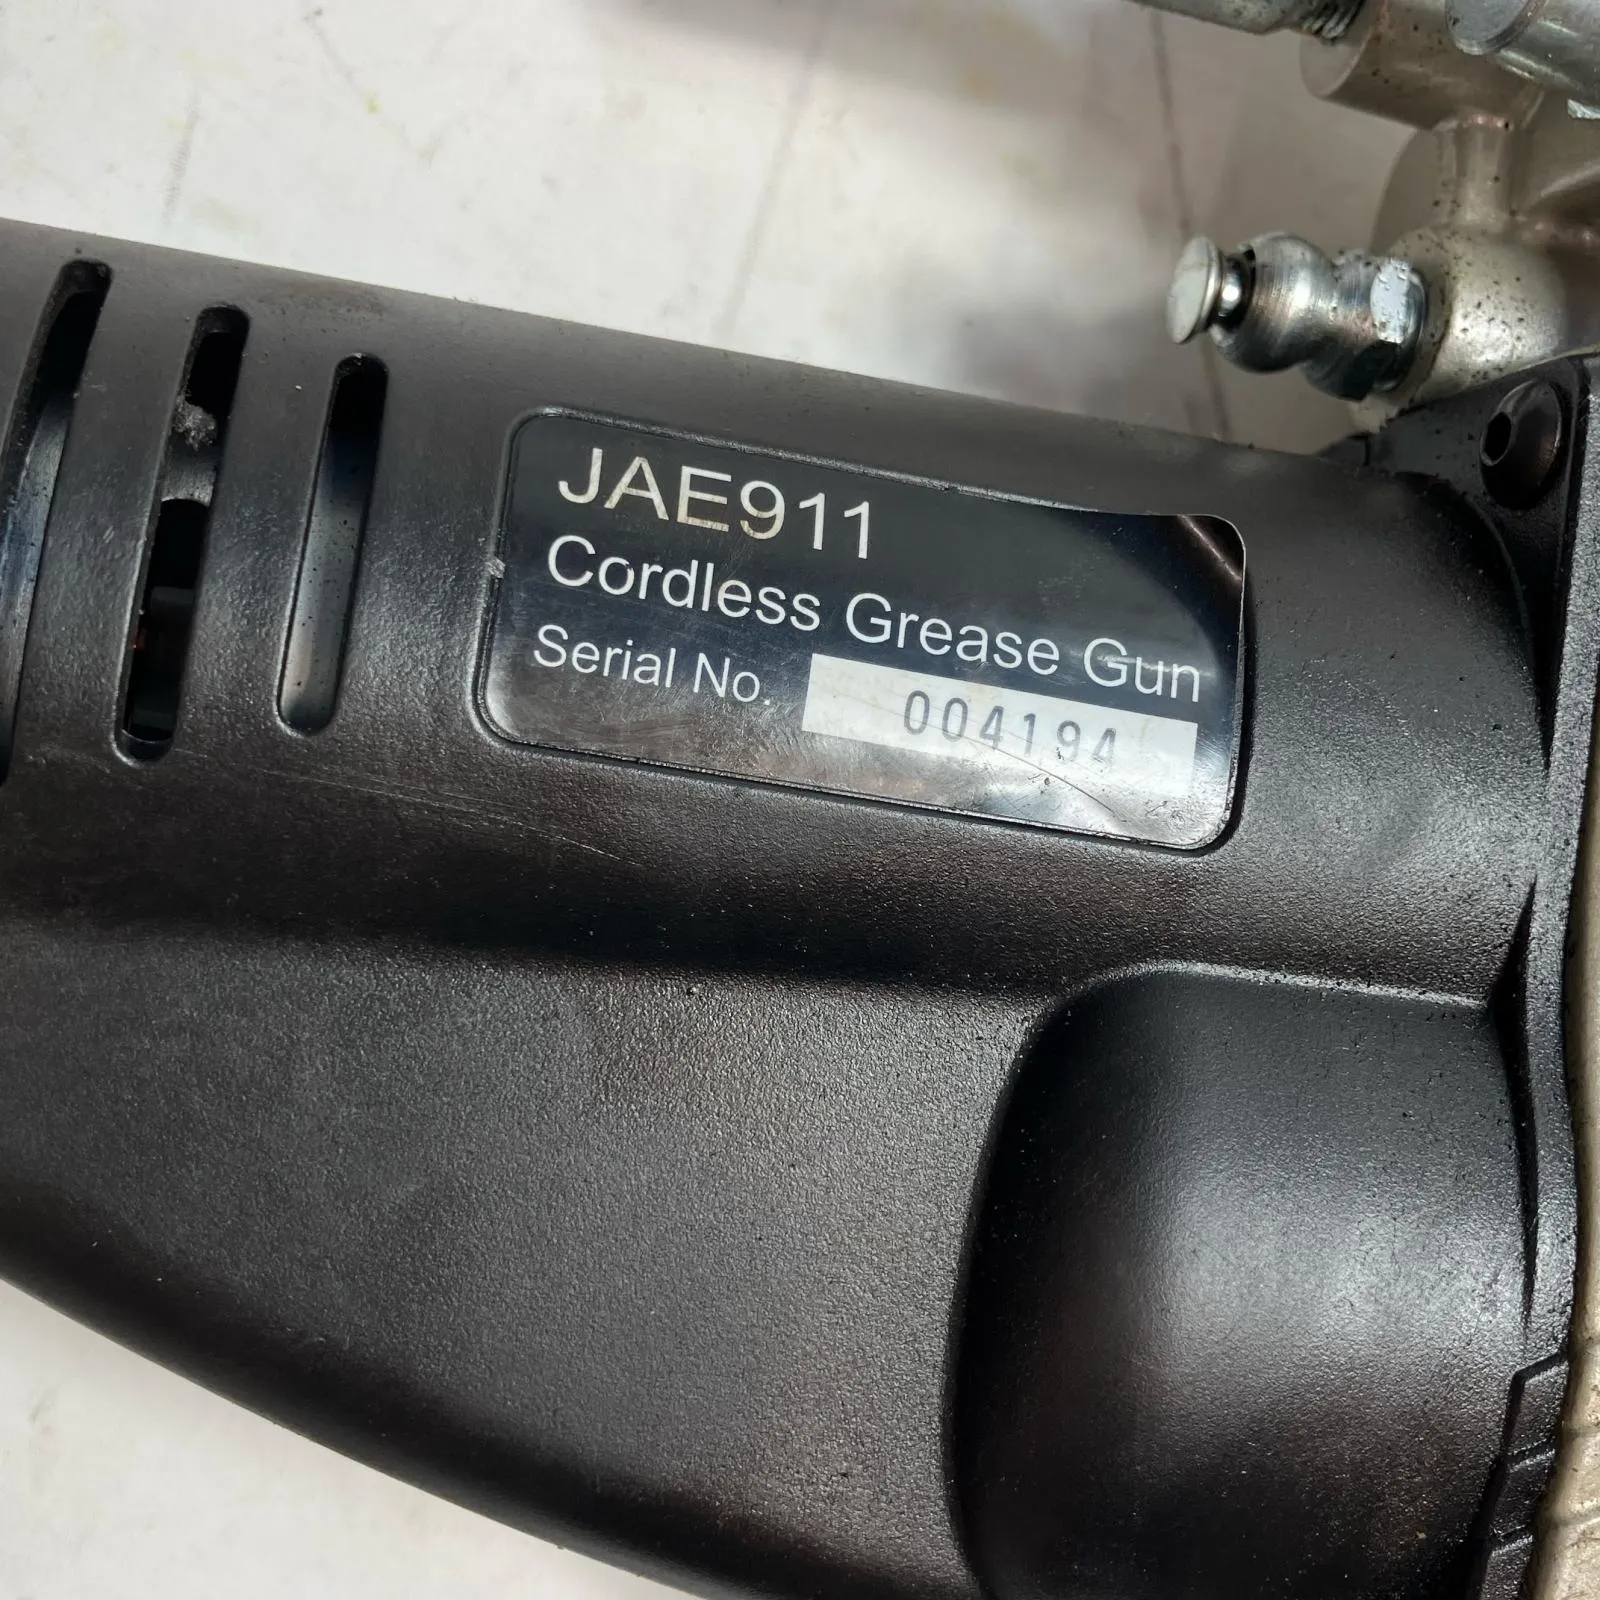 JAE911
Cordless Grease Gun
Serial No. 004194